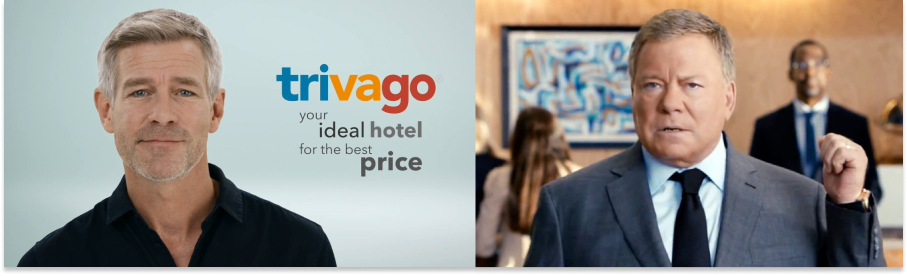 trivago
your
ideal hotel
for the best
price